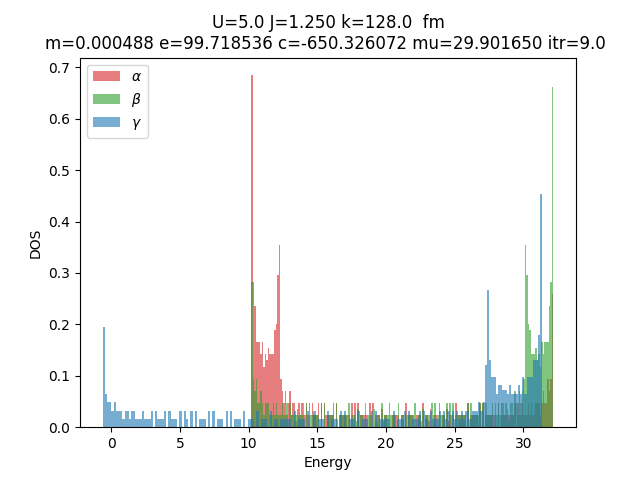 U=5.0 J=1.250 k=128.0  fm
m=0.000488 e=99.718536 c=-650.326072 mu=29.901650 itr=9.0
0.7
0.6
0.5
0.4
0.3
0.2
0.1
0.0
DOS
α
β
γ
0 5 10 15 20 25 30
Energy